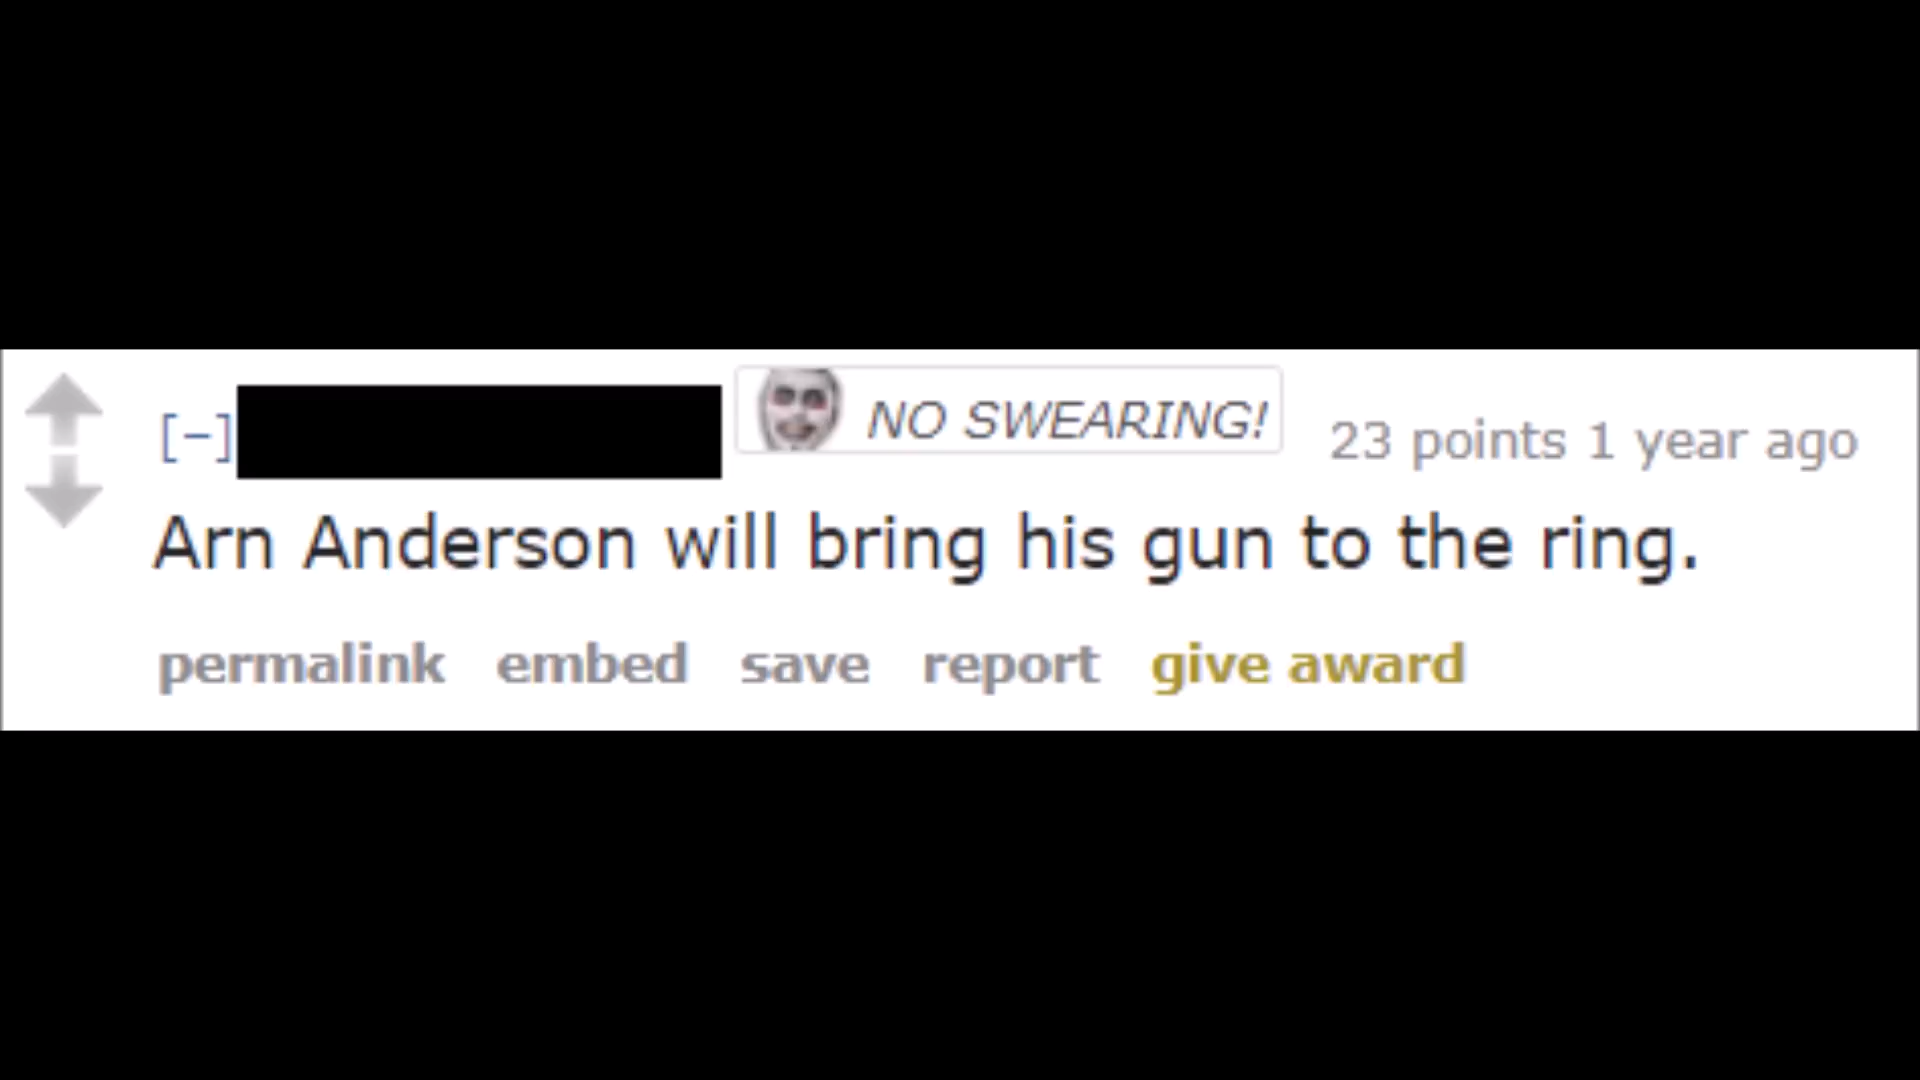 [–] NO SWEARING! 23 points 1 year ago
Arn Anderson will bring his gun to the ring.
permalink embed save report give award